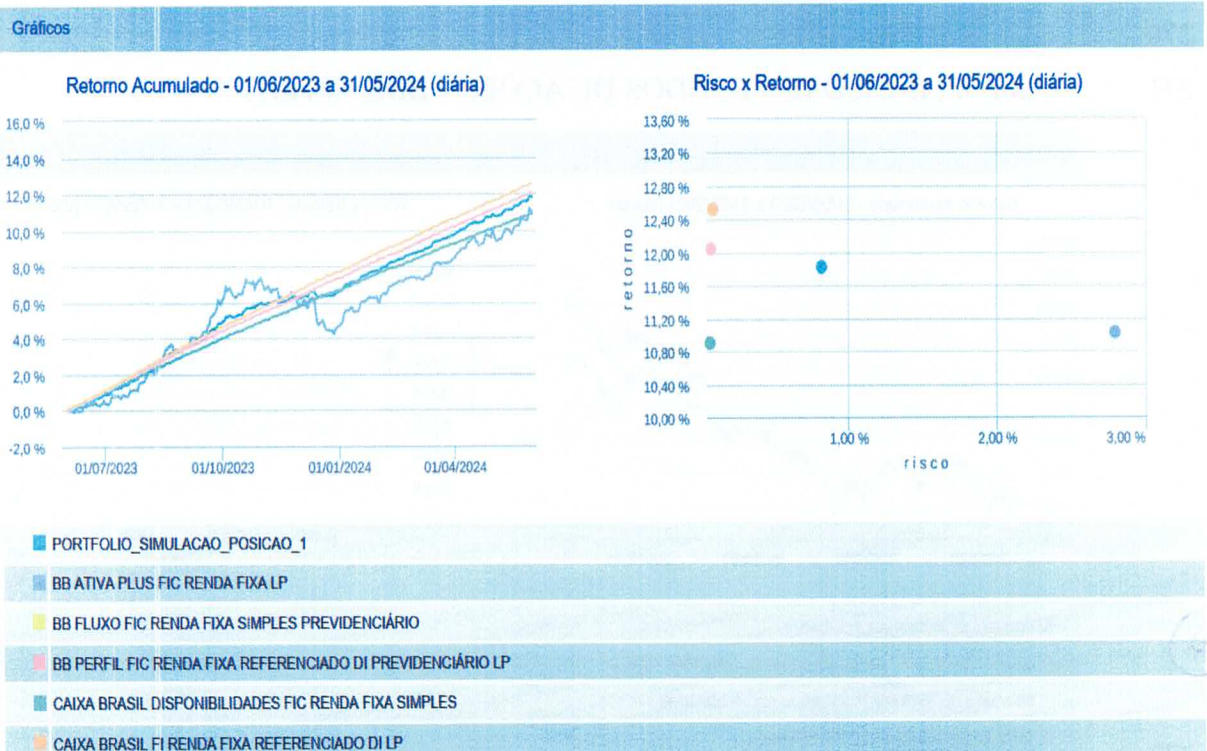 Gráficos
Retorno Acumulado - 01/06/2023 a 31/05/2024 (diária)
16,0 %
14,0 %
12,0 %
10,0 %
8,0 %
6,0 %
4,0 %
2,0 %
0,0 %
-2,0 %
01/07/2023 01/10/2023 01/01/2024 01/04/2024
Risco x Retorno - 01/06/2023 a 31/05/2024 (diária)
13,60 %
13,20 %
12,80 %
12,40 %
12,00 %
11,60 %
11,20 %
10,80 %
10,40 %
10,00 %
retorno
1,00 % 2,00 % 3,00 %
risco
PORTFOLIO_SIMULACAO_POSICAO_1
BB ATIVA PLUS FIC RENDA FIXA LP
BB FLUXO FIC RENDA FIXA SIMPLES PREVIDENCIÁRIO
BB PERFIL FIC RENDA FIXA REFERENCIADO DI PREVIDENCIÁRIO LP
CAIXA BRASIL DISPONIBILIDADES FIC RENDA FIXA SIMPLES
CAIXA BRASIL FI RENDA FIXA REFERENCIADO DI LP